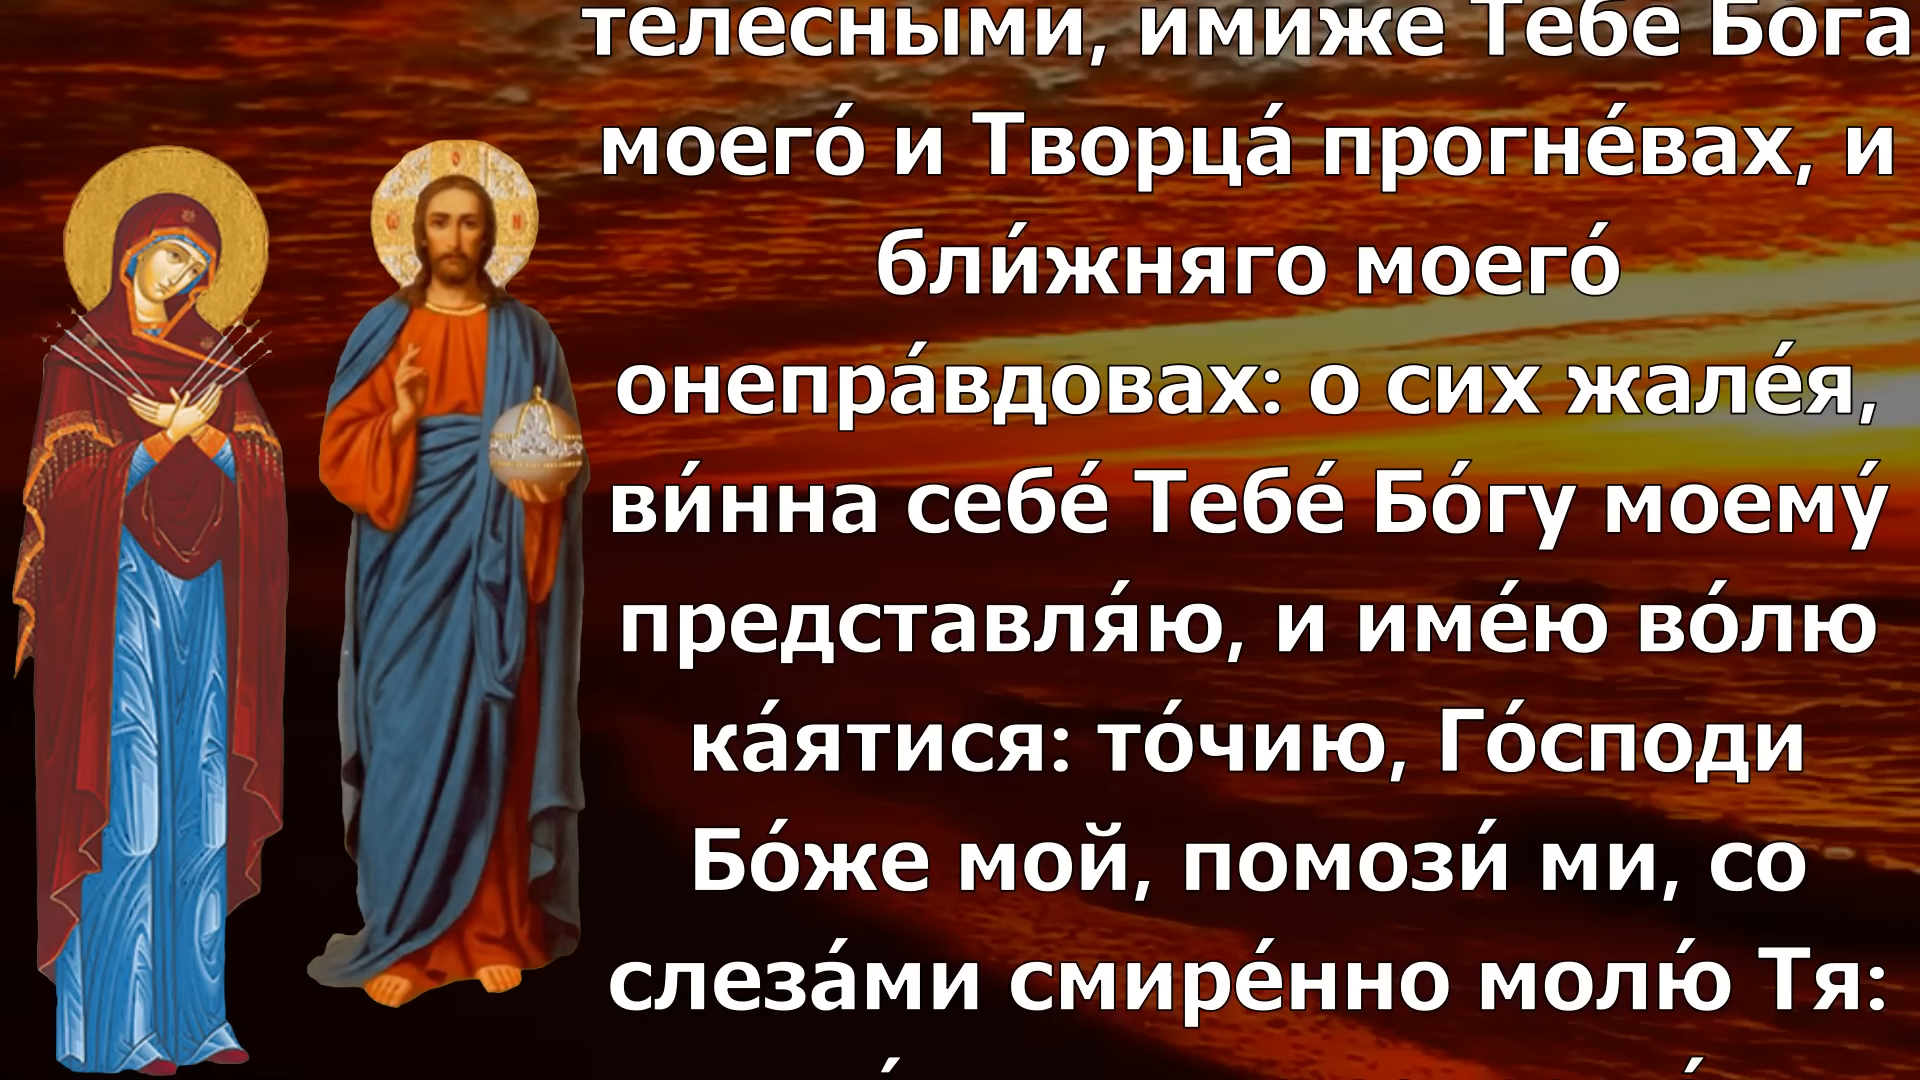 телесными, имиже Тебе Бога
моего́ и Творца́ прогне́вах, и
бли́жняго моего́
онепра́вдовах: о сих жале́я,
ви́нна себе́ Тебе́ Бо́гу моему́
представля́ю, и име́ю во́лю
ка́ятися: то́чию, Го́споди
Бо́же мой, помози́ ми, со
слеза́ми смире́нно молю́ Тя: